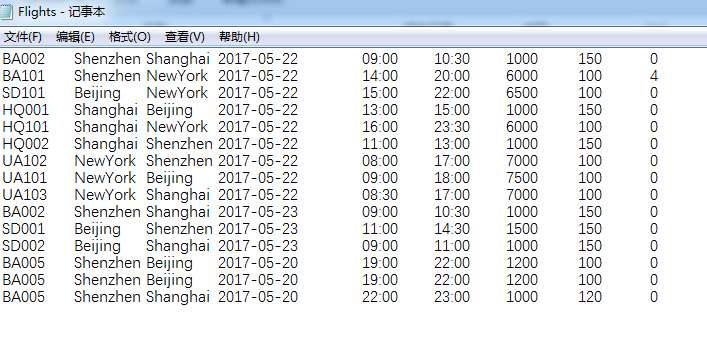 Flights - 记事本
文件(F) 编辑(E) 格式(O) 查看(V) 帮助(H)
BA002 Shenzhen Shanghai 2017-05-22 09:00 10:30 1000 150 0
BA101 Shenzhen NewYork 2017-05-22 14:00 20:00 6000 100 4
SD101 Beijing NewYork 2017-05-22 15:00 22:00 6500 100 0
HQ001 Shanghai Beijing 2017-05-22 13:00 15:00 1000 150 0
HQ101 Shanghai NewYork 2017-05-22 16:00 23:30 6000 100 0
HQ002 Shanghai Shenzhen 2017-05-22 11:00 13:00 1000 150 0
UA102 NewYork Shenzhen 2017-05-22 08:00 17:00 7000 100 0
UA101 NewYork Beijing 2017-05-22 09:00 18:00 7500 100 0
UA103 NewYork Shanghai 2017-05-22 08:30 17:00 7000 100 0
BA002 Shenzhen Shanghai 2017-05-23 09:00 10:30 1000 150 0
SD001 Beijing Shenzhen 2017-05-23 11:00 14:30 1500 150 0
SD002 Beijing Shanghai 2017-05-23 09:00 11:00 1000 150 0
BA005 Shenzhen Beijing 2017-05-20 19:00 22:00 1200 100 0
BA005 Shenzhen Beijing 2017-05-20 19:00 22:00 1200 100 0
BA005 Shenzhen Shanghai 2017-05-20 22:00 23:00 1000 120 0